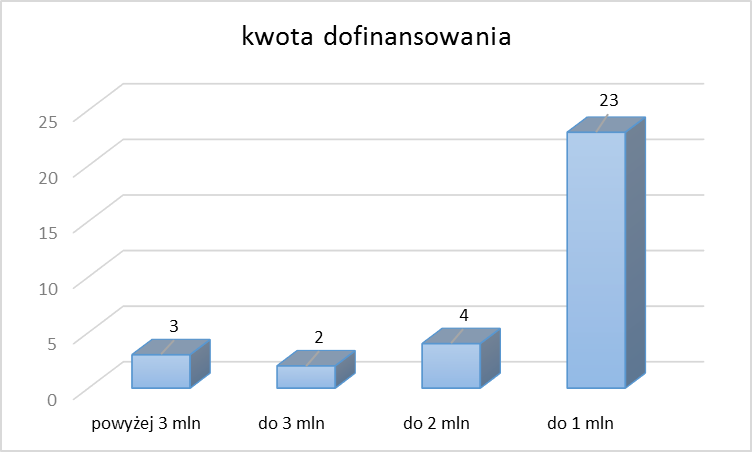 kwota dofinansowania
25
20
15
10
5
0
3
2
4
23
powyżej 3 mln
do 3 mln
do 2 mln
do 1 mln